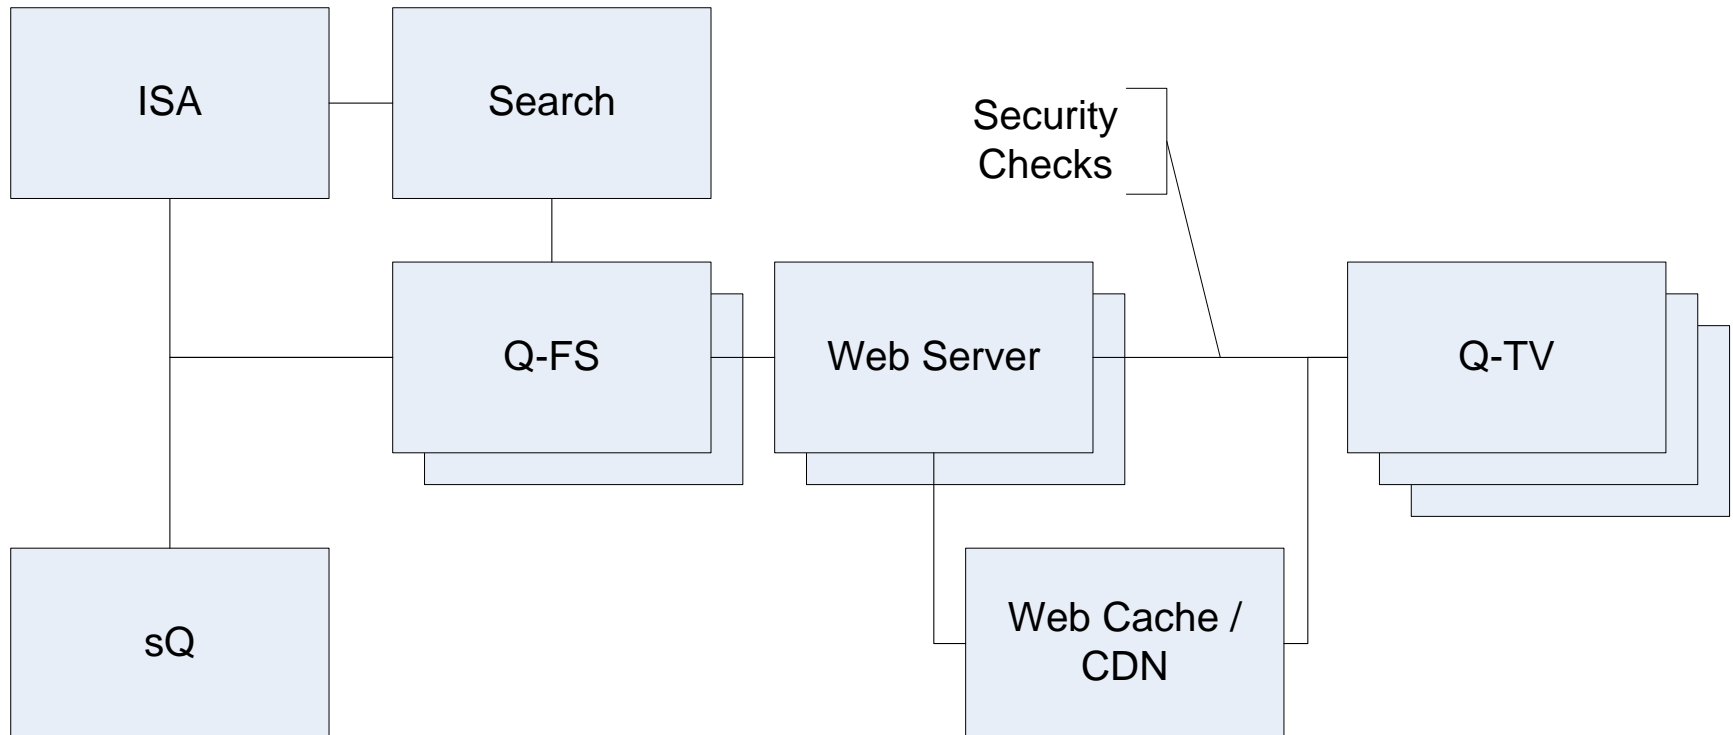 ISA
Search
Security
Checks
Q-FS
Web Server
Q-TV
sQ
Web Cache /
CDN